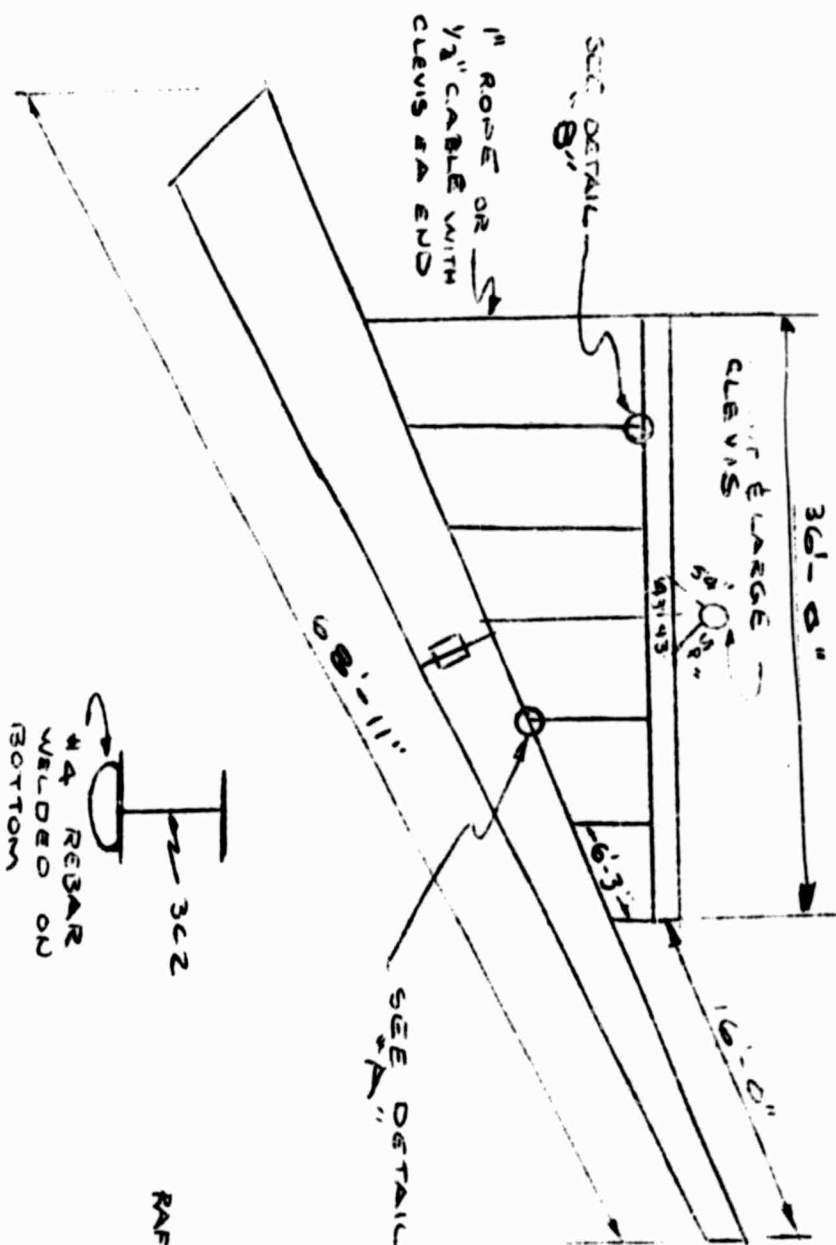 SEE DETAIL
"B"
1" ROPE OR
1/2" CABLE WITH
CLEVIS EA END
& LARGE
CLEVIS
36'-0"
16'-0"
6'-3"
68'-11"
SEE DETAIL
"A"
#4 REBAR
WELDED ON
BOTTOM
RAF